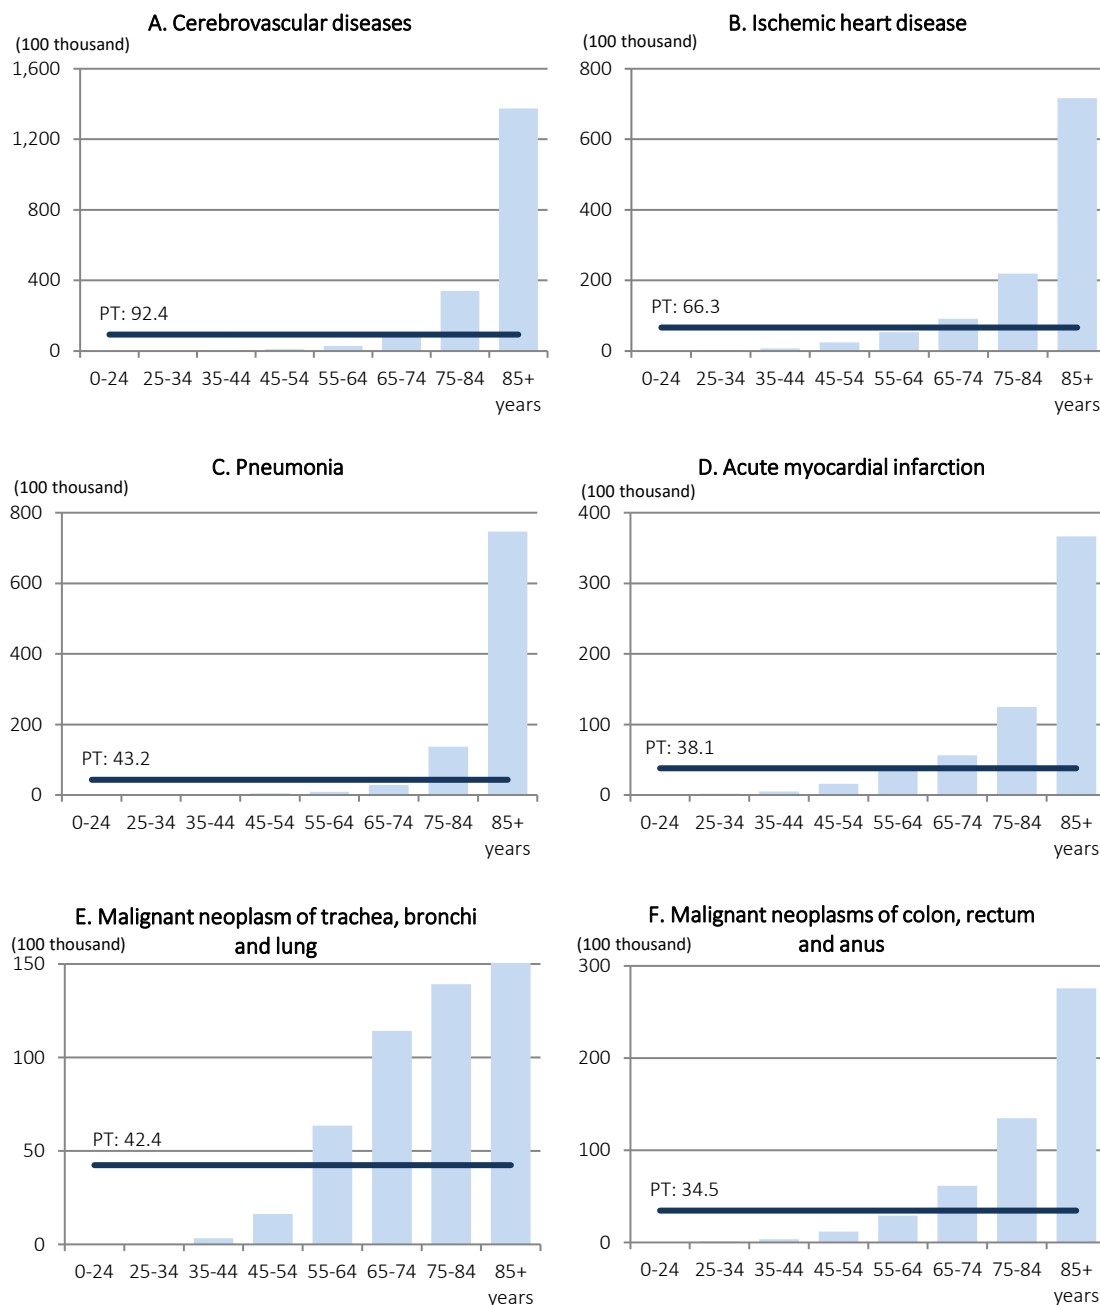 A. Cerebrovascular diseases
(100 thousand)
1,600
1,200
800
400
0
PT: 92.4
0-24 25-34 35-44 45-54 55-64 65-74 75-84 85+
years
B. Ischemic heart disease
(100 thousand)
800
600
400
200
0
PT: 66.3
0-24 25-34 35-44 45-54 55-64 65-74 75-84 85+
years
C. Pneumonia
(100 thousand)
800
600
400
200
0
PT: 43.2
0-24 25-34 35-44 45-54 55-64 65-74 75-84 85+
years
D. Acute myocardial infarction
(100 thousand)
400
300
200
100
0
PT: 38.1
0-24 25-34 35-44 45-54 55-64 65-74 75-84 85+
years
E. Malignant neoplasm of trachea, bronchi
and lung
(100 thousand)
150
100
50
0
PT: 42.4
0-24 25-34 35-44 45-54 55-64 65-74 75-84 85+
years
F. Malignant neoplasms of colon, rectum
and anus
(100 thousand)
300
200
100
0
PT: 34.5
0-24 25-34 35-44 45-54 55-64 65-74 75-84 85+
years